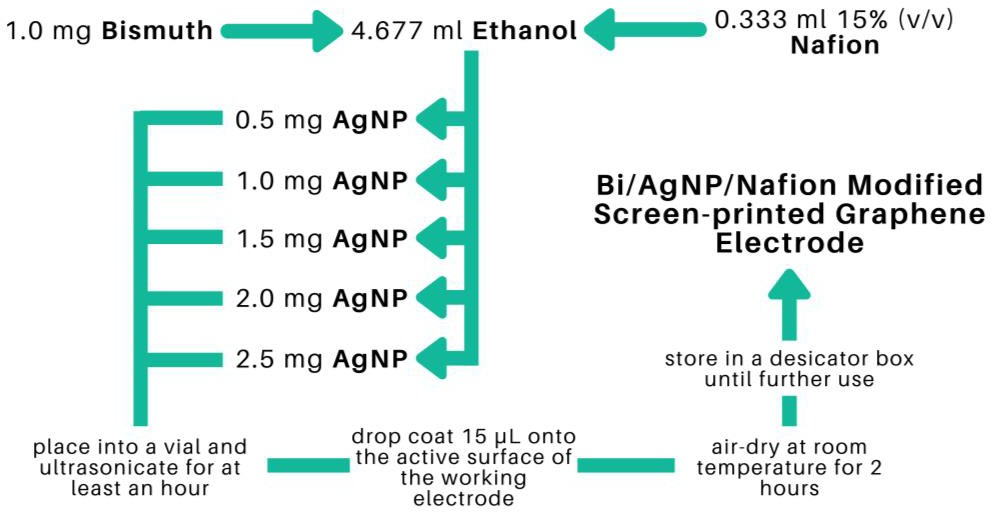 1.0 mg Bismuth
4.677 ml Ethanol
0.333 ml 15% (v/v)
Nafion
0.5 mg AgNP
1.0 mg AgNP
1.5 mg AgNP
2.0 mg AgNP
2.5 mg AgNP
place into a vial and
ultrasonicate for at
least an hour
drop coat 15 µL onto
the active surface of
the working
electrode
air-dry at room
temperature for 2
hours
store in a desicator box
until further use
Bi/AgNP/Nafion Modified
Screen-printed Graphene
Electrode